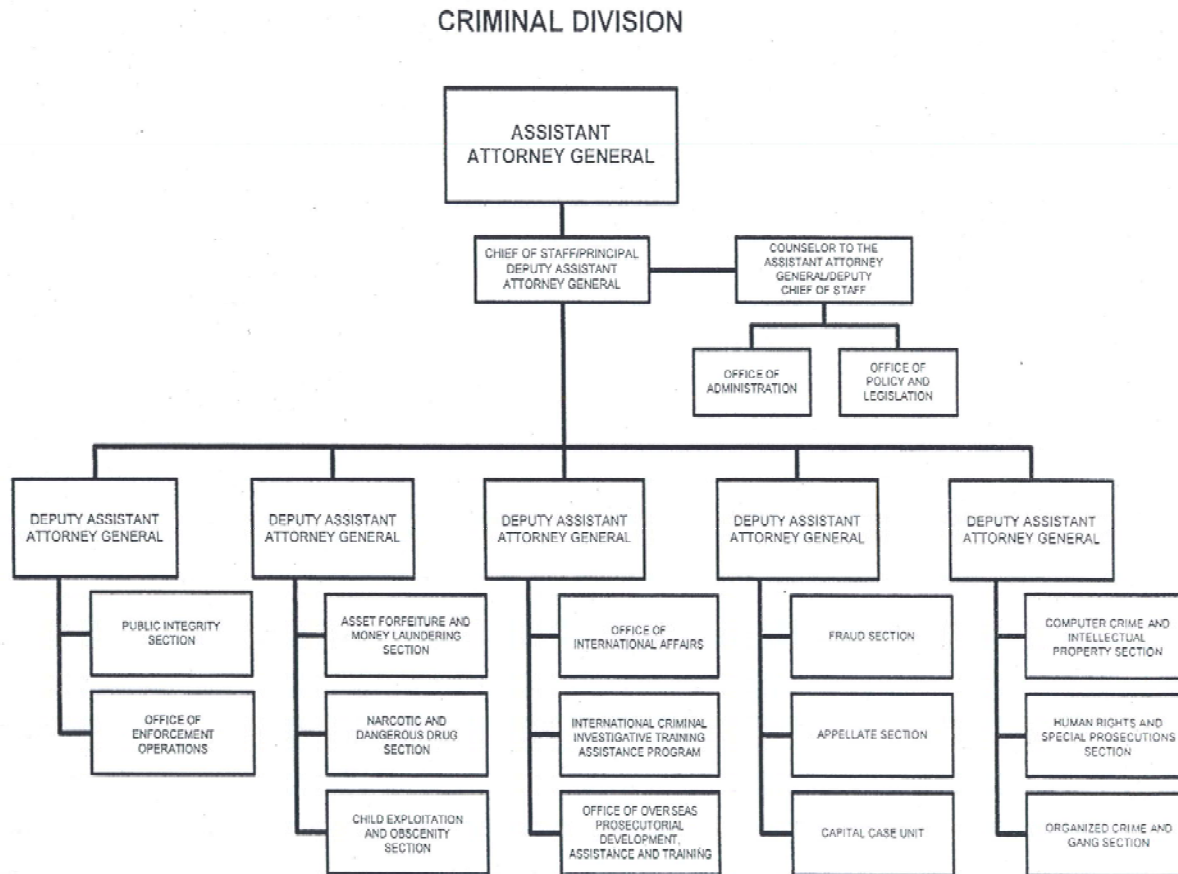 CRIMINAL DIVISION
ASSISTANT
ATTORNEY GENERAL
CHIEF OF STAFF/PRINCIPAL
DEPUTY ASSISTANT
ATTORNEY GENERAL
COUNSELOR TO THE
ASSISTANT ATTORNEY
GENERAL/DEPUTY
CHIEF OF STAFF
OFFICE OF
ADMINISTRATION
OFFICE OF
POLICY AND
LEGISLATION
DEPUTY ASSISTANT
ATTORNEY GENERAL
DEPUTY ASSISTANT
ATTORNEY GENERAL
DEPUTY ASSISTANT
ATTORNEY GENERAL
DEPUTY ASSISTANT
ATTORNEY GENERAL
DEPUTY ASSISTANT
ATTORNEY GENERAL
PUBLIC INTEGRITY
SECTION
ASSET FORFEITURE AND
MONEY LAUNDERING
SECTION
OFFICE OF
INTERNATIONAL AFFAIRS
FRAUD SECTION
COMPUTER CRIME AND
INTELLECTUAL
PROPERTY SECTION
OFFICE OF
ENFORCEMENT
OPERATIONS
NARCOTIC AND
DANGEROUS DRUG
SECTION
INTERNATIONAL CRIMINAL
INVESTIGATIVE TRAINING
ASSISTANCE PROGRAM
APPELLATE SECTION
HUMAN RIGHTS AND
SPECIAL PROSECUTIONS
SECTION
CHILD EXPLOITATION
AND OBSCENITY
SECTION
OFFICE OF OVERSEAS
PROSECUTORIAL
DEVELOPMENT,
ASSISTANCE AND TRAINING
CAPITAL CASE UNIT
ORGANIZED CRIME AND
GANG SECTION